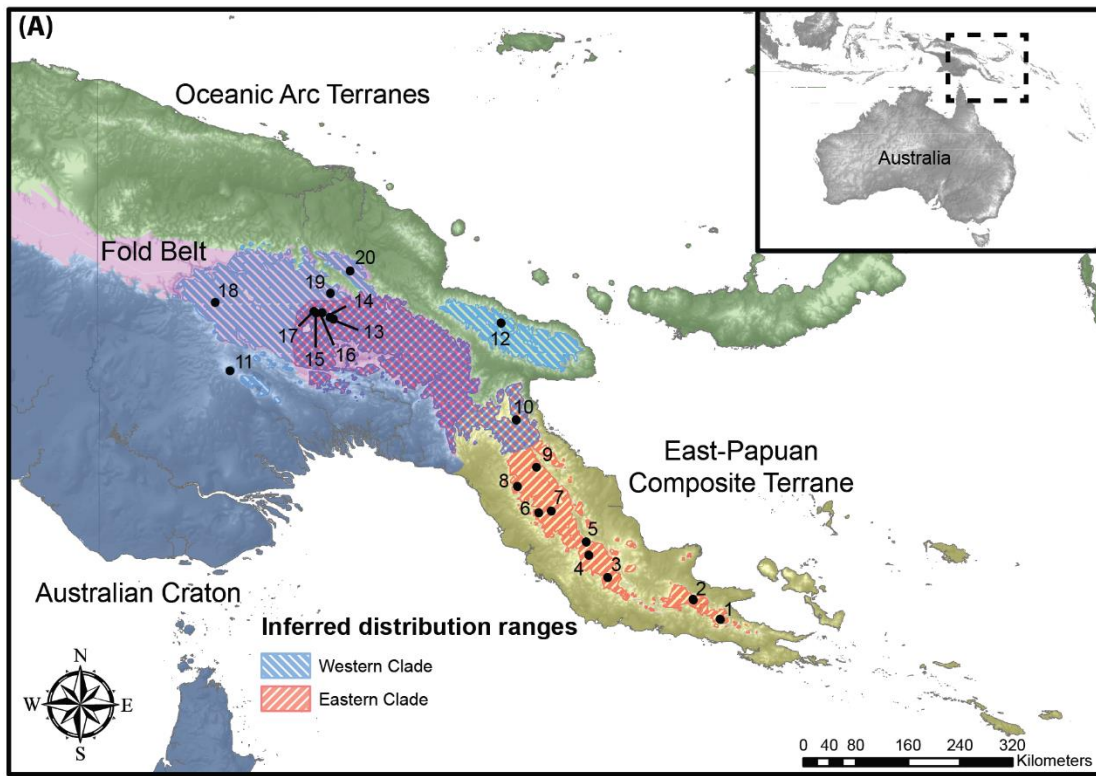 (A)
Oceanic Arc Terranes
Australia
Fold Belt
20
19
18
14
12
17
13
15
16
11
10
East-Papuan
Composite Terrane
9
8
7
6
5
4
3
2
1
Australian Craton
Inferred distribution ranges
Western Clade
Eastern Clade
N
W
E
S
0 40 80 160 240 320
Kilometers